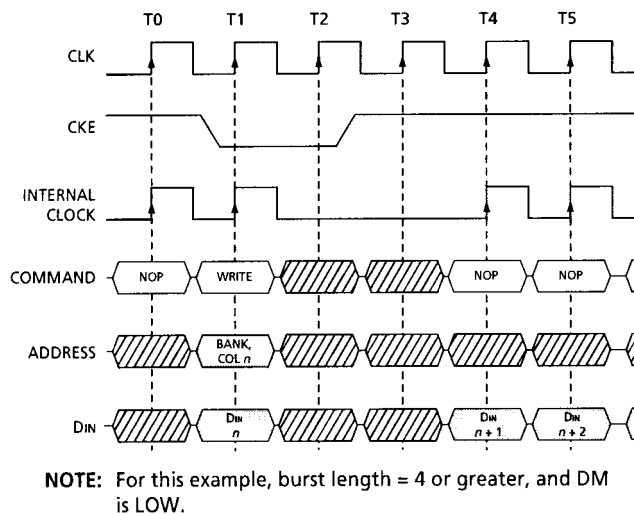 T0 T1 T2 T3 T4 T5
CLK
CKE
INTERNAL
CLOCK
COMMAND NOP WRITE NOP NOP
ADDRESS BANK,
COL n
DIN DIN
n DIN
n + 1 DIN
n + 2
NOTE: For this example, burst length = 4 or greater, and DM
is LOW.